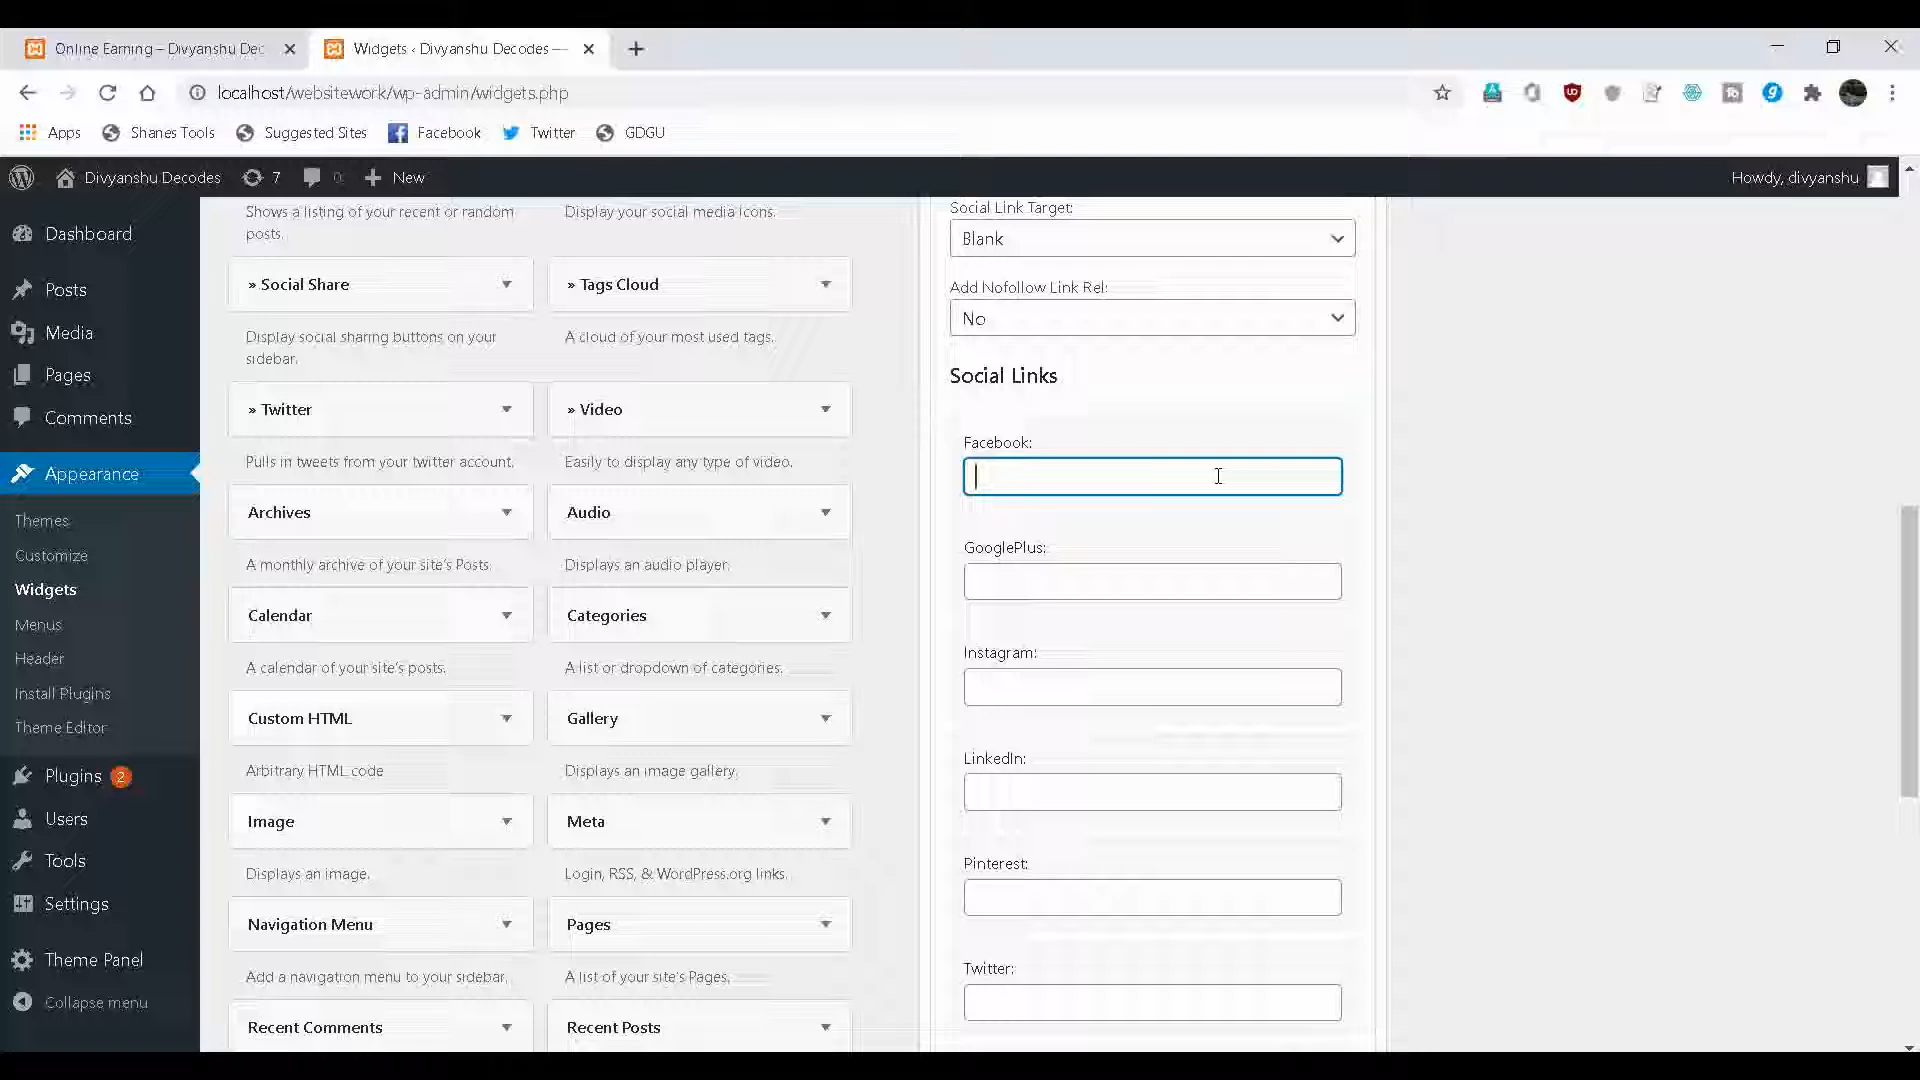 Online Earning – Divyanshu Dec
Widgets ‹ Divyanshu Decodes —
localhost/websitework/wp-admin/widgets.php
Apps
Shanes Tools
Suggested Sites
Facebook
Twitter
GDGU
Divyanshu Decodes
7
0
New
Howdy, divyanshu
Dashboard
Posts
Media
Pages
Comments
Appearance
Themes
Customize
Widgets
Menus
Header
Install Plugins
Theme Editor
Plugins 2
Users
Tools
Settings
Theme Panel
Collapse menu
Shows a listing of your recent or random
posts.
Display your social media icons.
» Social Share
» Tags Cloud
Display social sharing buttons on your
sidebar.
A cloud of your most used tags.
» Twitter
» Video
Pulls in tweets from your twitter account.
Easily to display any type of video.
Archives
Audio
A monthly archive of your site's Posts.
Displays an audio player.
Calendar
Categories
A calendar of your site's posts.
A list or dropdown of categories.
Custom HTML
Gallery
Arbitrary HTML code
Displays an image gallery.
Image
Meta
Displays an image.
Login, RSS, & WordPress.org links.
Navigation Menu
Pages
Add a navigation menu to your sidebar.
A list of your site's Pages.
Recent Comments
Recent Posts
Social Link Target:
Blank
Add Nofollow Link Rel:
No
Social Links
Facebook:
GooglePlus:
Instagram:
LinkedIn:
Pinterest:
Twitter: